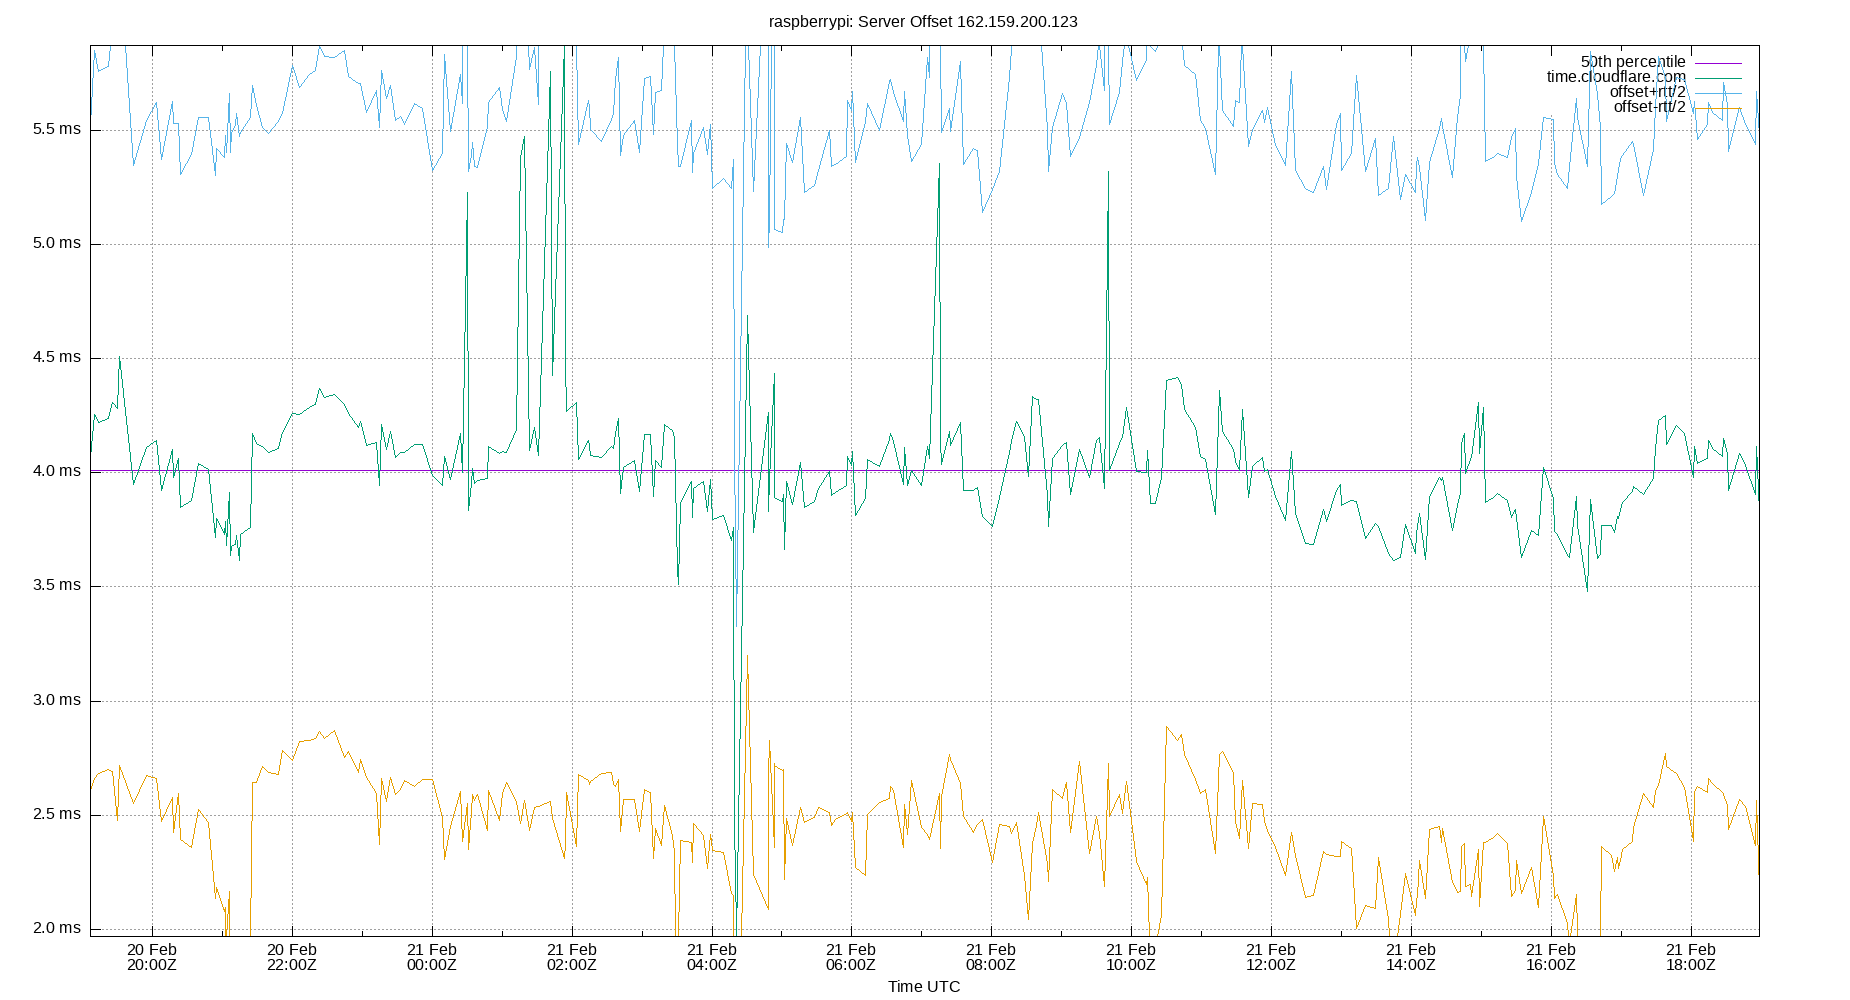 raspberrypi: Server Offset 162.159.200.123
50th percentile
time.cloudflare.com
offset+rtt/2
offset-rtt/2
5.5 ms
5.0 ms
4.5 ms
4.0 ms
3.5 ms
3.0 ms
2.5 ms
2.0 ms
20 Feb 20 Feb 21 Feb 21 Feb 21 Feb 21 Feb 21 Feb 21 Feb 21 Feb 21 Feb 21 Feb 21 Feb
20:00Z 22:00Z 00:00Z 02:00Z 04:00Z 06:00Z 08:00Z 10:00Z 12:00Z 14:00Z 16:00Z 18:00Z
Time UTC